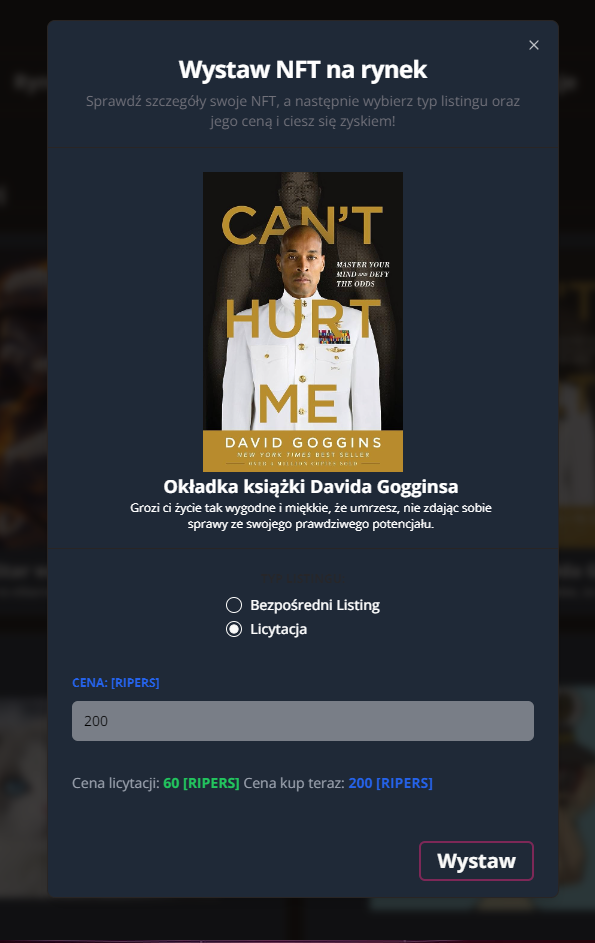 Wystaw NFT na rynek
Sprawdź szczegóły swoje NFT, a następnie wybierz typ listingu oraz
jego ceną i ciesz się zyskiem!
CAN'T
MASTER YOUR
MIND AND DEFY
THE ODDS
HURT
ME
DAVID GOGGINS
NEW YORK TIMES BEST SELLER
Okładka książki Davida Gogginsa
Grozi ci życie tak wygodne i miękkie, że umrzesz, nie zdając sobie
sprawy ze swojego prawdziwego potencjału.
Bezpośredni Listing
Licytacja
CENA: [RIPERS]
200
Cena licytacji: 60 [RIPERS] Cena kup teraz: 200 [RIPERS]
Wystaw